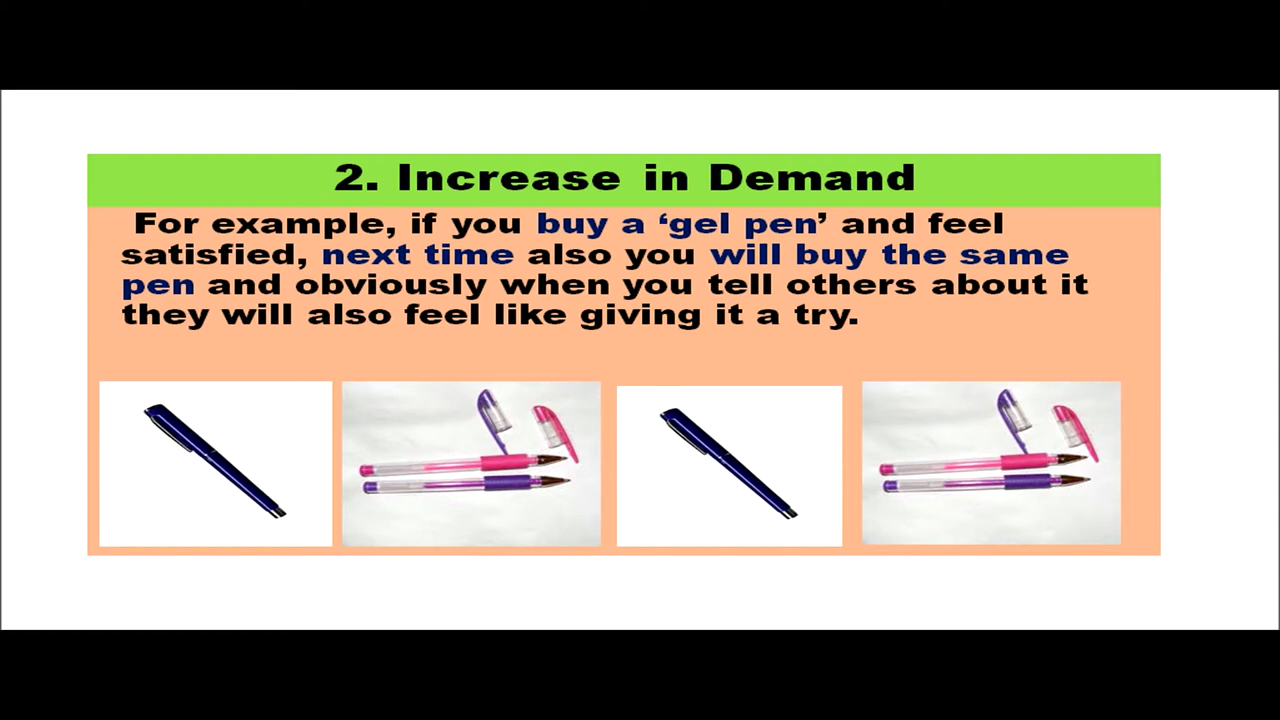 2. Increase in Demand
For example, if you buy a ‘gel pen’ and feel
satisfied, next time also you will buy the same
pen and obviously when you tell others about it
they will also feel like giving it a try.